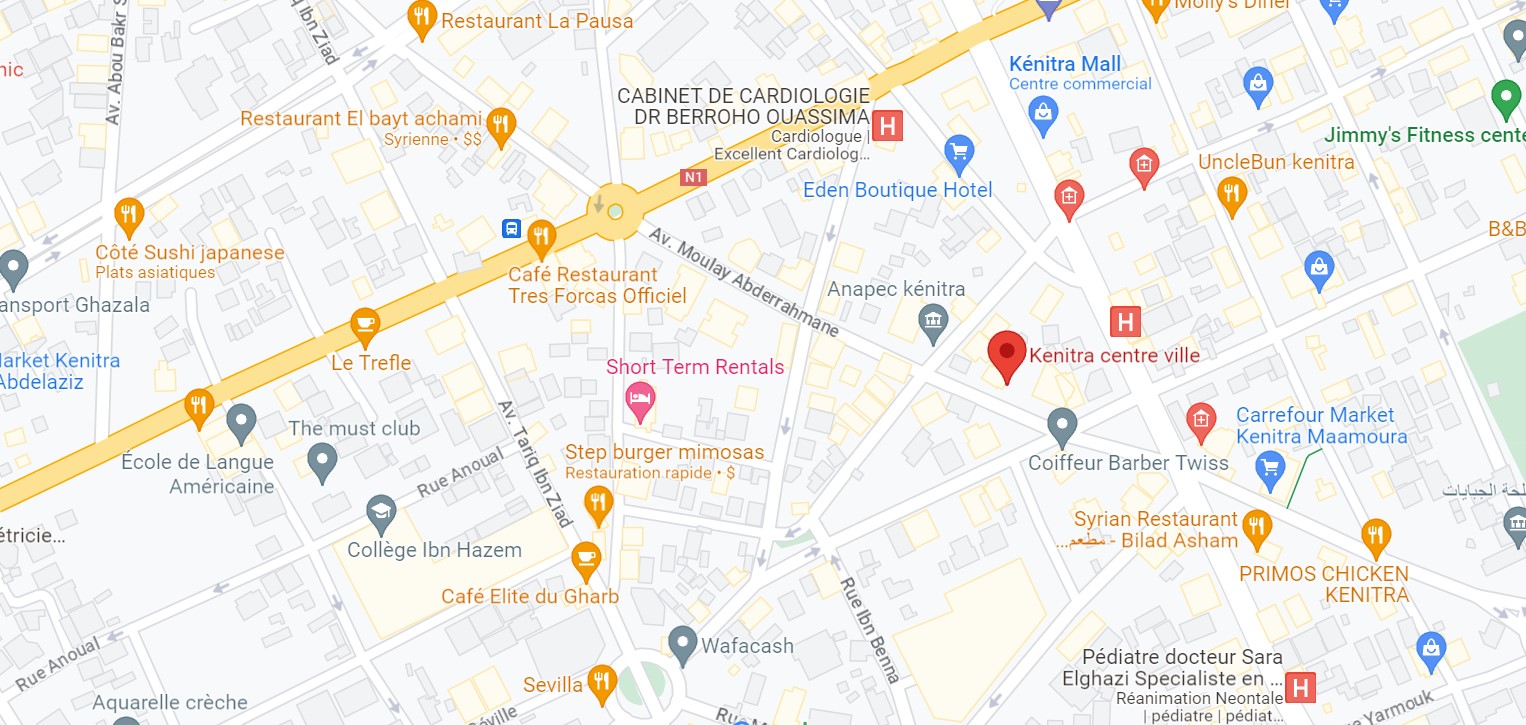 Restaurant La Pausa
Molly's Diner
Av. Abou Bakr S
Ibn Ziad
nic
Kénitra Mall
Centre commercial
CABINET DE CARDIOLOGIE
DR BERROHO OUASSIMA
Cardiologue |
Excellent Cardiolog...
H
Restaurant El bayt achami
Syrienne • $$
Jimmy's Fitness cente
UncleBun kenitra
N1
Eden Boutique Hotel
B&B
Côté Sushi japanese
Plats asiatiques
Av. Moulay Abderrahmane
Café Restaurant
Tres Forcas Officiel
Anapec kénitra
ansport Ghazala
H
Kenitra centre ville
Le Trefle
Market Kenitra
Abdelaziz
Short Term Rentals
Carrefour Market
Kenitra Maamoura
The must club
Av. Tariq Ibn Ziad
École de Langue
Américaine
Rue Anoual
Step burger mimosas
Restauration rapide • $
Coiffeur Barber Twiss
Syrian Restaurant
...مطعم - Bilad Asham
étricie...
Collège Ibn Hazem
PRIMOS CHICKEN
KENITRA
Café Elite du Gharb
Rue Ibn Benna
Wafacash
Rue Anoual
Pédiatre docteur Sara
Elghazi Specialiste en ...
Réanimation Neontale
| pédiatre | pédiat...
H
Sevilla
Aquarelle crèche
Séville
Yarmouk